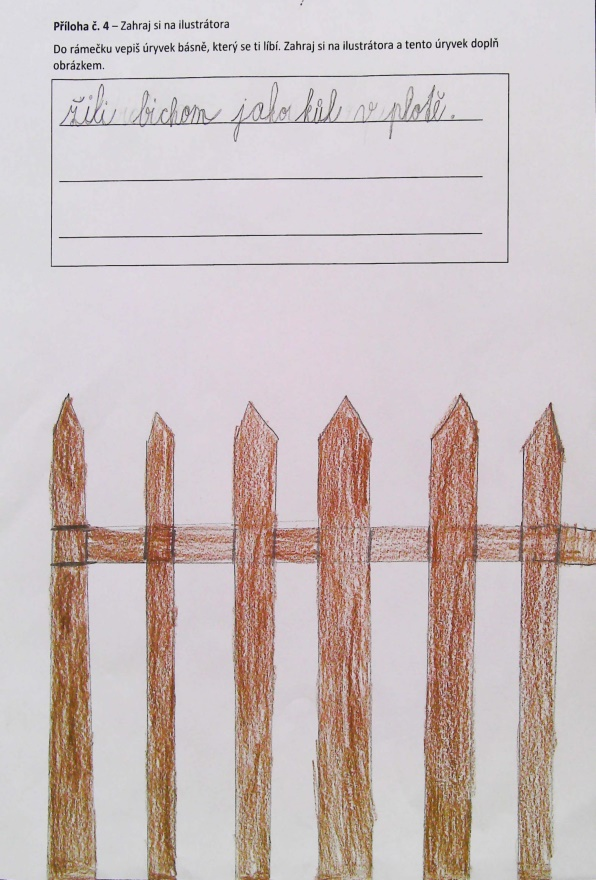 Příloha č. 4 – Zahraj si na ilustrátora
Do rámečku vepiš úryvek básně, který se ti líbí. Zahraj si na ilustrátora a tento úryvek doplň
obrázkem.
žili bichom jako kůl v plotě.